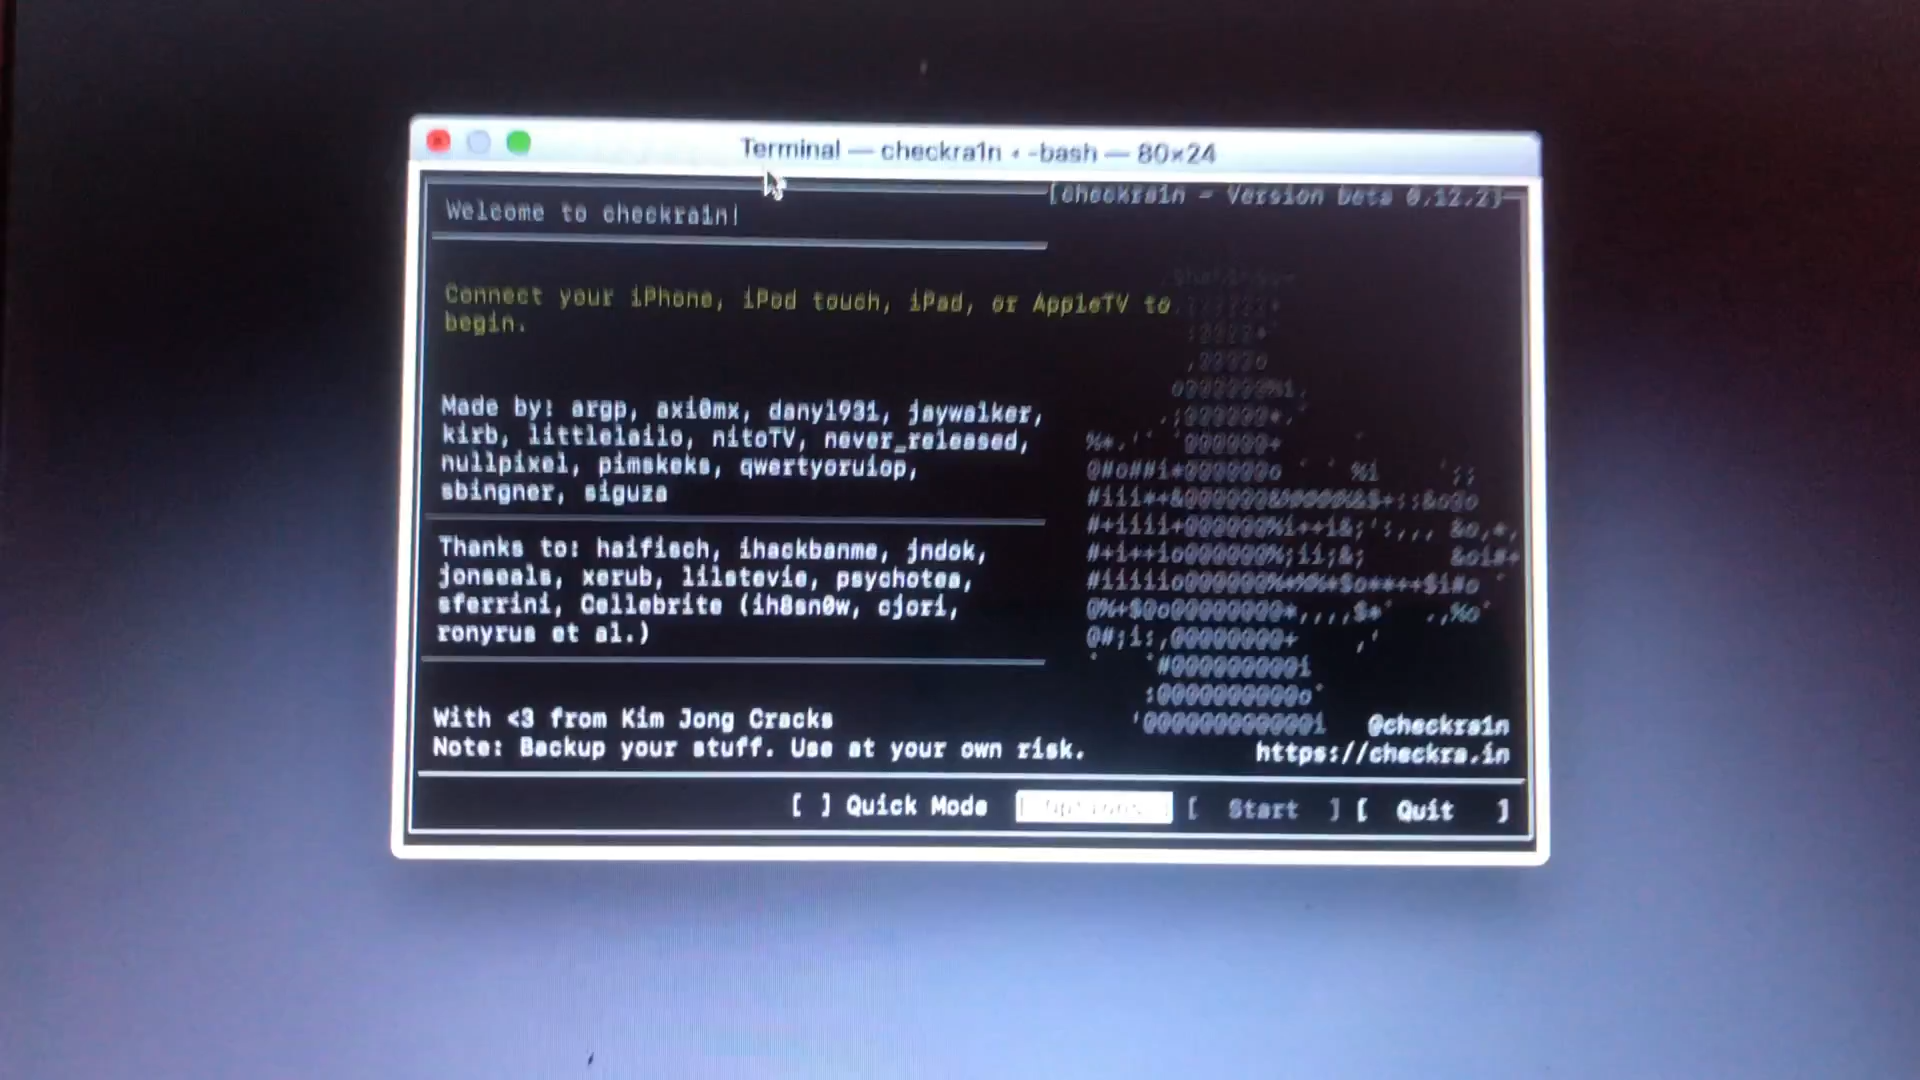 Terminal — checkra1n • -bash — 80×24
[Checkra1n - Version beta 0.12.2]
Welcome to checkra1n!
Connect your iPhone, iPod touch, iPad, or AppleTV to
begin.
Made by: argp, axi0mx, danyl931, jaywalker,
kirb, littlelailo, nitoTV, never_released,
nullpixel, pimskeks, qwertyoruiop,
sbingner, siguza
Thanks to: haifisch, ihackbanme, jndok,
jonseals, xerub, lilstevie, psychotea,
sferrini, Cellebrite (ih8sn0w, cjori,
ronyrus et al.)
With <3 from Kim Jong Cracks
Note: Backup your stuff. Use at your own risk.
@checkra1n
https://checkra.in
[ ] Quick Mode [ Options ] [ Start ] [ Quit ]